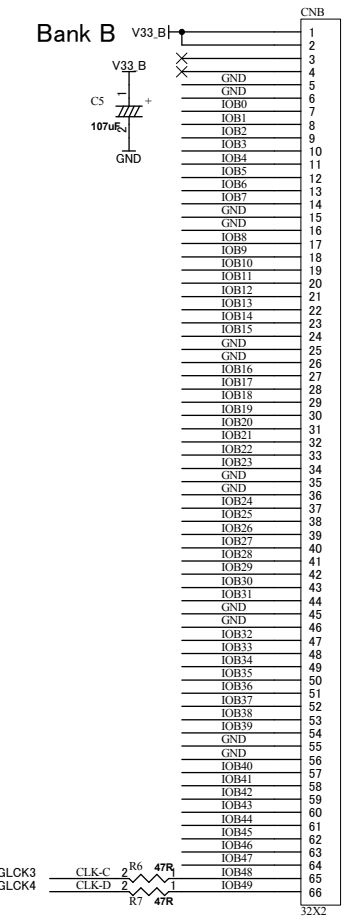 CNB
Bank B
V33_B
1
2
3
V33_B
4
GND 5
GND 6
IOB0 7
IOB1 8
IOB2 9
IOB3 10
IOB4 11
IOB5 12
IOB6 13
IOB7 14
GND 15
GND 16
IOB8 17
IOB9 18
IOB10 19
IOB11 20
IOB12 21
IOB13 22
IOB14 23
IOB15 24
GND 25
GND 26
IOB16 27
IOB17 28
IOB18 29
IOB19 30
IOB20 31
IOB21 32
IOB22 33
IOB23 34
GND 35
GND 36
IOB24 37
IOB25 38
IOB26 39
IOB27 40
IOB28 41
IOB29 42
IOB30 43
IOB31 44
GND 45
GND 46
IOB32 47
IOB33 48
IOB34 49
IOB35 50
IOB36 51
IOB37 52
IOB38 53
IOB39 54
GND 55
GND 56
IOB40 57
IOB41 58
IOB42 59
IOB43 60
IOB44 61
IOB45 62
IOB46 63
IOB47 64
GLCK3 CLK-C 2 R6 47R 1 IOB48 65
GLCK4 CLK-D 2 R7 47R 1 IOB49 66
32X2
C5 1 + 107uF 2
GND